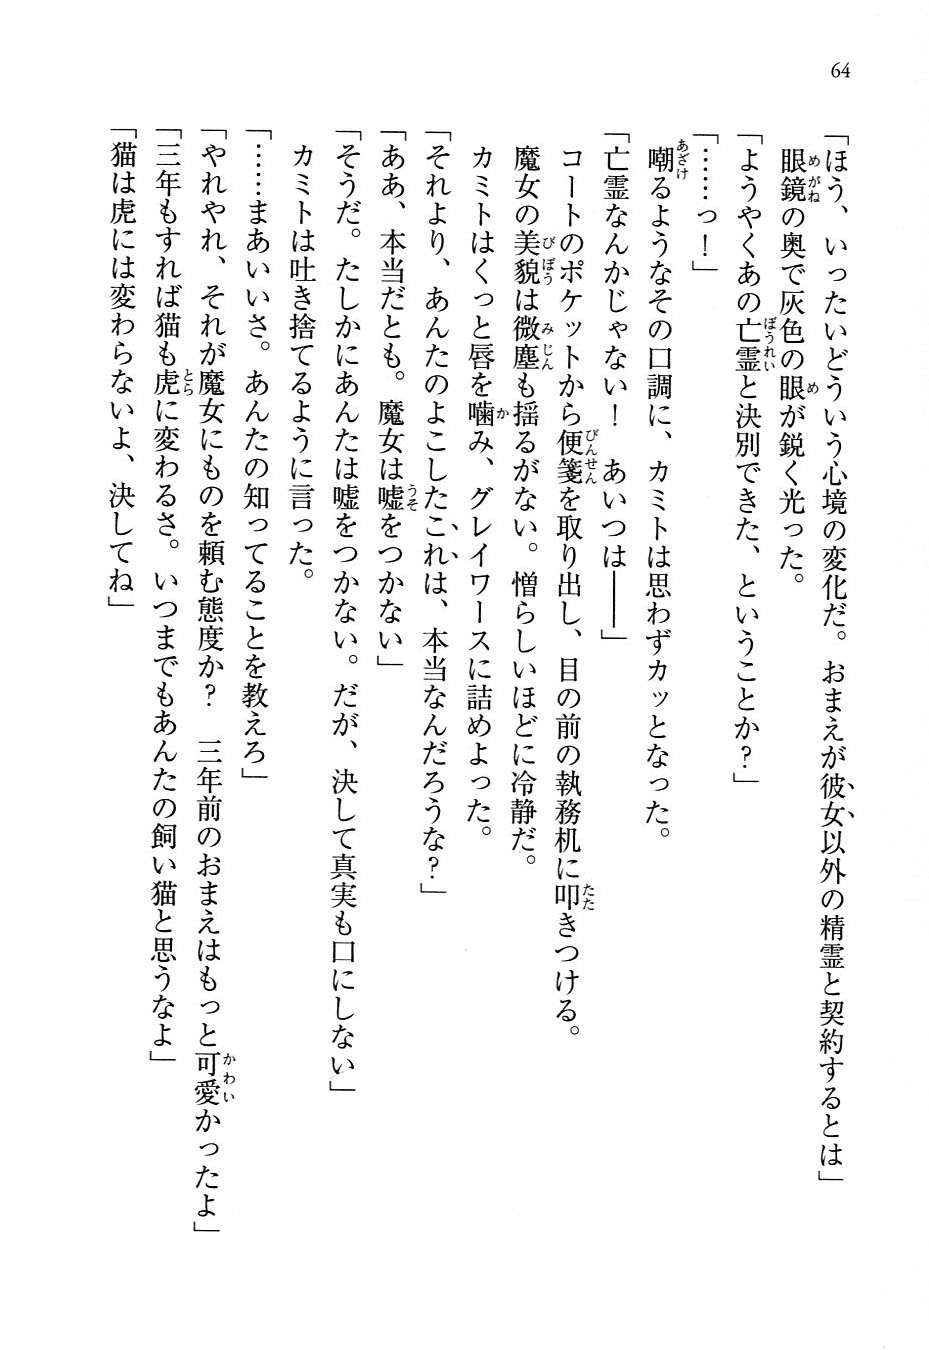 64
「ほう、いったいどういう心境の変化だ。おまえが彼女以外の精霊と契約するとは」
眼鏡の奥で灰色の眼が鋭く光った。
「ようやくあの亡霊と決別できた、ということか?」
「……っ!」
嘲るようなその口調に、カミトは思わずカッとなった。
「亡霊なんかじゃない! あいつは――」
コートのポケットから便箋を取り出し、目の前の執務机に叩きつける。
魔女の美貌は微塵も揺るがない。憎らしいほどに冷静だ。
カミトはくっと唇を噛み、グレイワースに詰めよった。
「それより、あんたのよこしたこれは、本当なんだろうな?」
「ああ、本当だとも。魔女は嘘をつかない」
「そうだ。たしかにあんたは嘘をつかない。だが、決して真実も口にしない」
カミトは吐き捨てるように言った。
「……まあいいさ。あんたの知ってることを教えろ」
「やれやれ、それが魔女にものを頼む態度か? 三年前のおまえはもっと可愛かったよ」
「三年もすれば猫も虎に変わるさ。いつまでもあんたの飼い猫と思うなよ」
「猫は虎には変わらないよ、決してね」